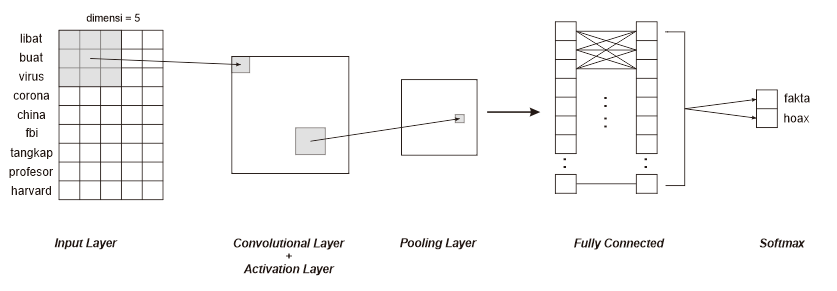 dimensi = 5
libat
buat
virus
corona
china
fbi
tangkap
profesor
harvard
fakta
hoax
Input Layer
Convolutional Layer
+
Activation Layer
Pooling Layer
Fully Connected
Softmax